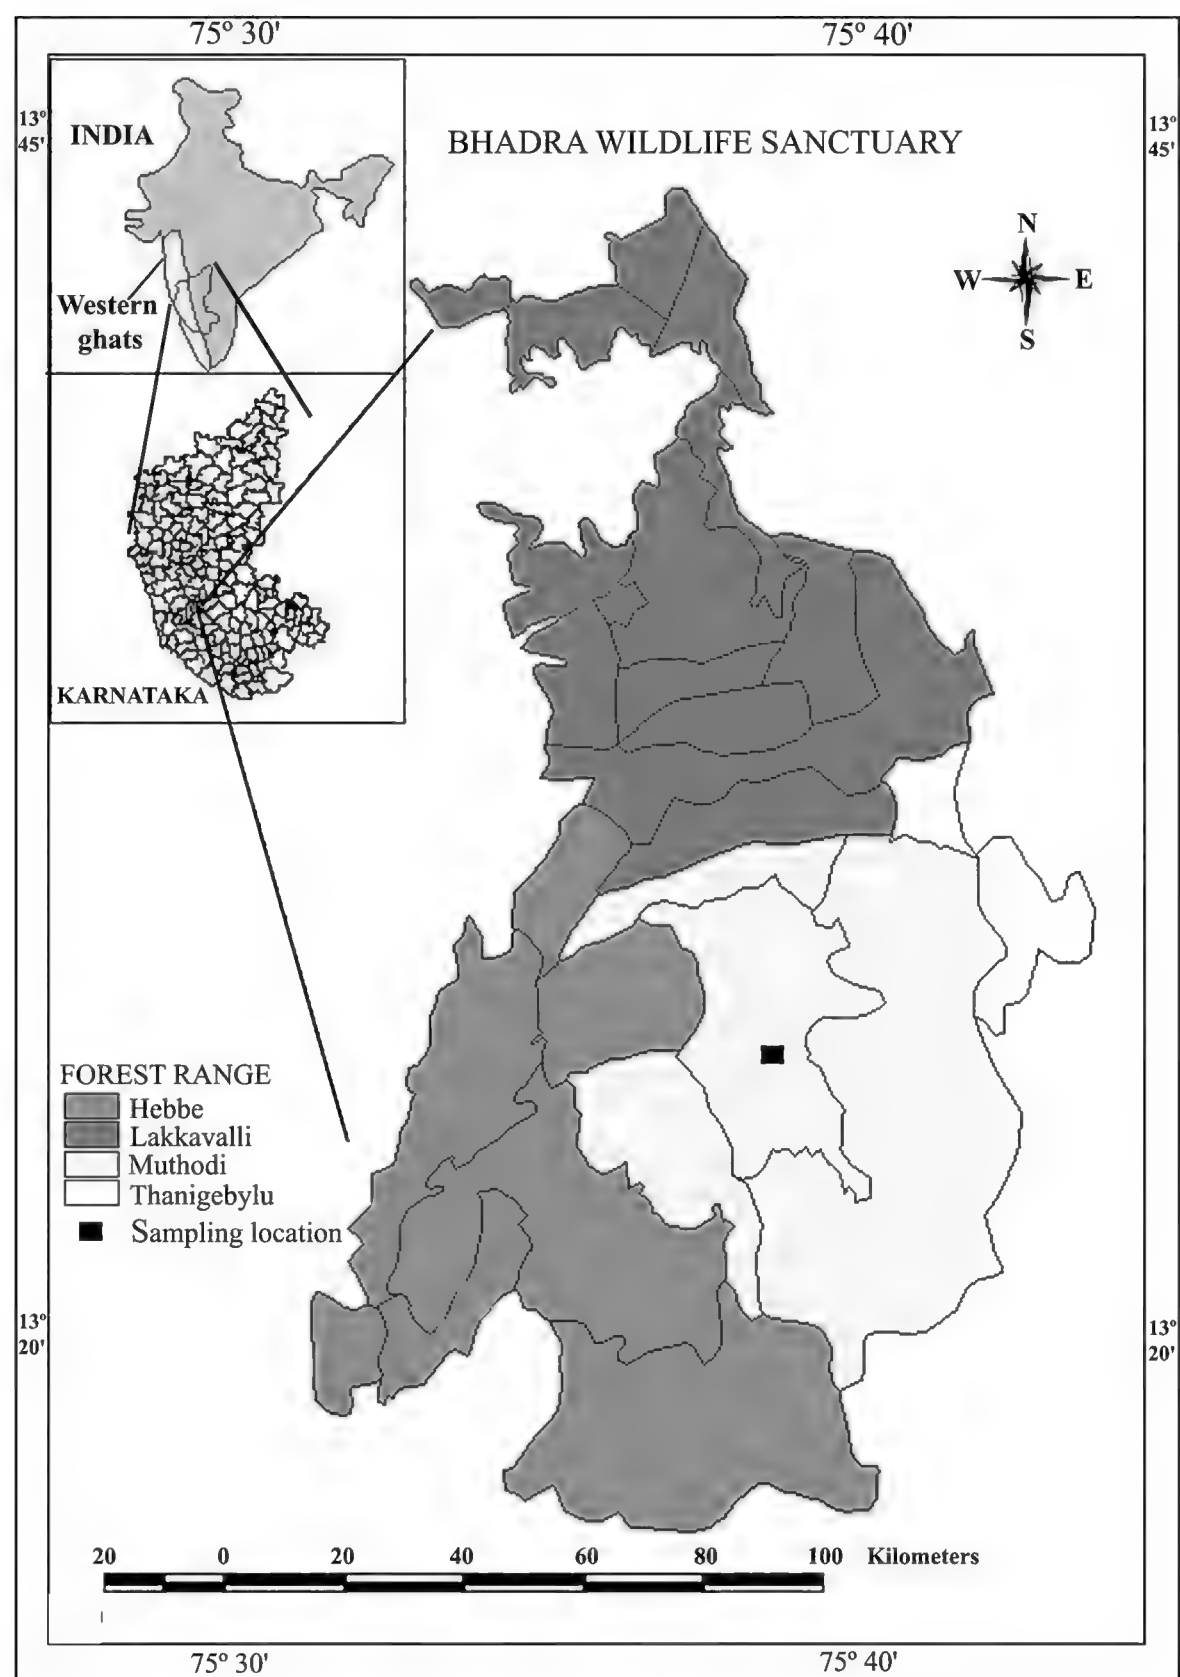 75º 30'
75º 40'
13º
45'
13º
45'
INDIA
BHADRA WILDLIFE SANCTUARY
N
W
E
S
Western
ghats
KARNATAKA
FOREST RANGE
Hebbe
Lakkavalli
Muthodi
Thanigebylu
Sampling location
13º
20'
13º
20'
20 0 20 40 60 80 100 Kilometers
75º 30'
75º 40'